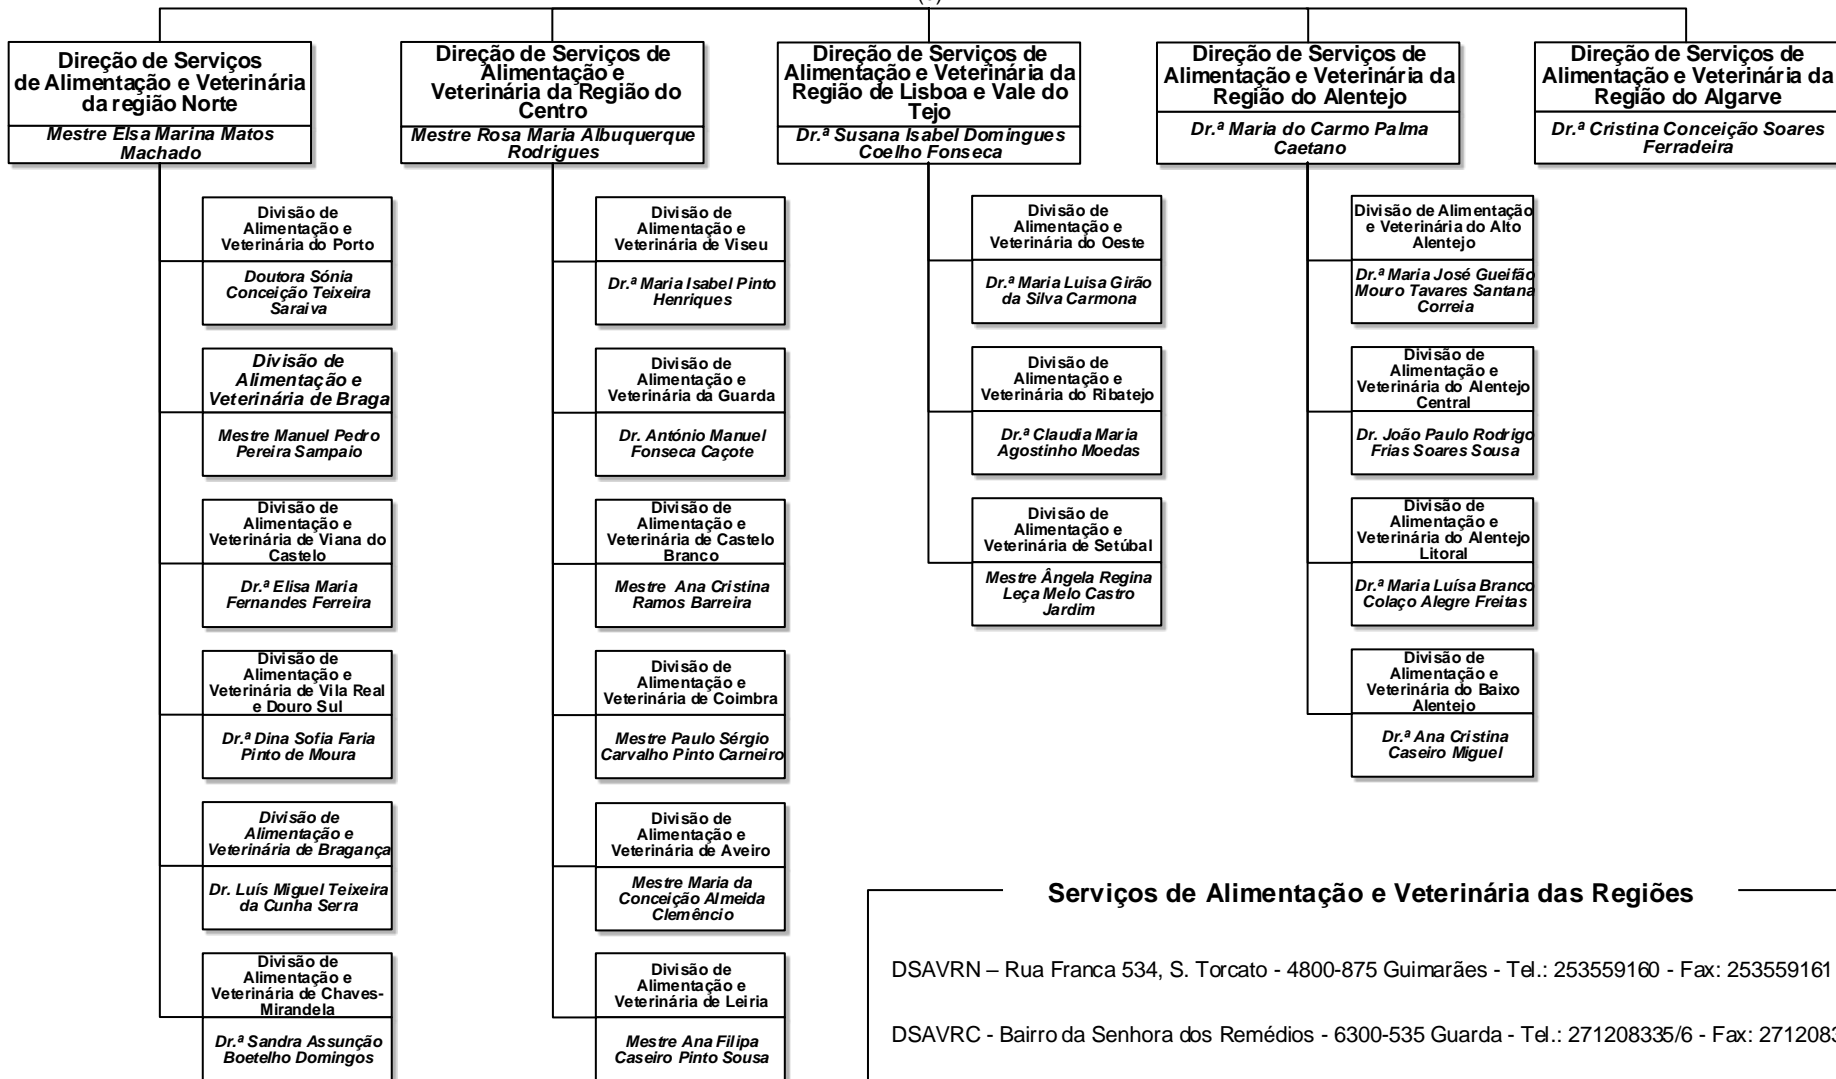 Direção de Serviços
de Alimentação e Veterinária
da região Norte
Mestre Elsa Marina Matos
Machado
Direção de Serviços de
Alimentação e
Veterinária da Região do
Centro
Mestre Rosa Maria Albuquerque
Rodrigues
Direção de Serviços de
Alimentação e Veterinária da
Região de Lisboa e Vale do
Tejo
Dr.ª Susana Isabel Domingues
Coelho Fonseca
Direção de Serviços de
Alimentação e Veterinária da
Região do Alentejo
Dr.ª Maria do Carmo Palma
Caetano
Direção de Serviços de
Alimentação e Veterinária da
Região do Algarve
Dr.ª Cristina Conceição Soares
Ferradeira
Divisão de
Alimentação e
Veterinária do Porto
Doutora Sónia
Conceição Teixeira
Saraiva
Divisão de
Alimentação e
Veterinária de Braga
Mestre Manuel Pedro
Pereira Sampaio
Divisão de
Alimentação e
Veterinária de Viana do
Castelo
Dr.ª Elisa Maria
Fernandes Ferreira
Divisão de
Alimentação e
Veterinária de Vila Real
e Douro Sul
Dr.ª Dina Sofia Faria
Pinto de Moura
Divisão de
Alimentação e
Veterinária de Bragança
Dr. Luís Miguel Teixeira
da Cunha Serra
Divisão de
Alimentação e
Veterinária de Chaves-
Mirandela
Dr.ª Sandra Assunção
Boetelho Domingos
Divisão de
Alimentação e
Veterinária de Viseu
Dr.ª Maria Isabel Pinto
Henriques
Divisão de
Alimentação e
Veterinária da Guarda
Dr. António Manuel
Fonseca Caçote
Divisão de
Alimentação e
Veterinária de Castelo
Branco
Mestre Ana Cristina
Ramos Barreira
Divisão de
Alimentação e
Veterinária de Coimbra
Mestre Paulo Sérgio
Carvalho Pinto Carneiro
Divisão de
Alimentação e
Veterinária de Aveiro
Mestre Maria da
Conceição Almeida
Clemêncio
Divisão de
Alimentação e
Veterinária de Leiria
Mestre Ana Filipa
Caseiro Pinto Sousa
Divisão de
Alimentação e
Veterinária do Oeste
Dr.ª Maria Luisa Girão
da Silva Carmona
Divisão de
Alimentação e
Veterinária do Ribatejo
Dr.ª Claudia Maria
Agostinho Moedas
Divisão de
Alimentação e
Veterinária de Setúbal
Mestre Ângela Regina
Leça Melo Castro
Jardim
Divisão de Alimentação
e Veterinária do Alto
Alentejo
Dr.ª Maria José Gueifão
Mouro Tavares Santana
Correia
Divisão de
Alimentação e
Veterinária do Alentejo
Central
Dr. João Paulo Rodrigo
Frias Soares Sousa
Divisão de
Alimentação e
Veterinária do Alentejo
Litoral
Dr.ª Maria Luísa Branco
Colaço Alegre Freitas
Divisão de
Alimentação e
Veterinária do Baixo
Alentejo
Dr.ª Ana Cristina
Caseiro Miguel
Serviços de Alimentação e Veterinária das Regiões
DSAVRN – Rua Franca 534, S. Torcato - 4800-875 Guimarães - Tel.: 253559160 - Fax: 253559161
DSAVRC - Bairro da Senhora dos Remédios - 6300-535 Guarda - Tel.: 271208335/6 - Fax: